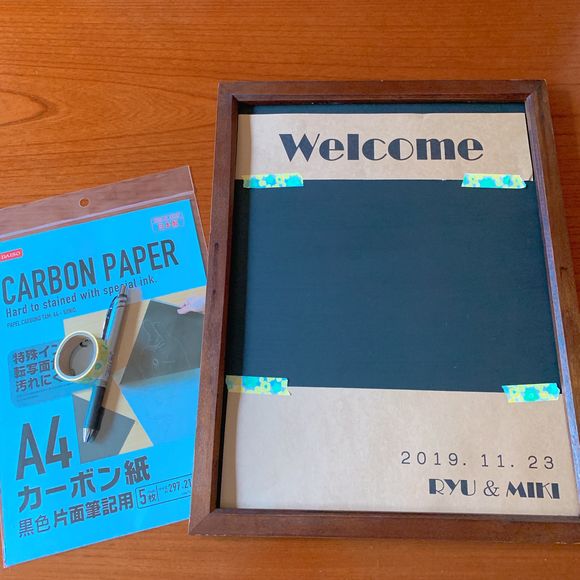 DAISO
CARBON PAPER
Hard to stained with special ink.
特殊イ
転写面
汚れにく
A4
カーボン紙
黒色 片面筆記用 5枚
Welcome
2019. 11. 23
RYU & MIKI